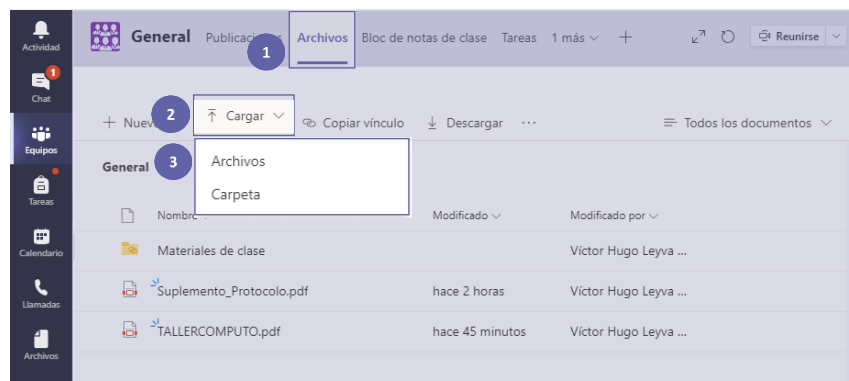 Actividad
1
Chat
Equipos
Tareas
Calendario
Llamadas
Archivos
General Archivos Bloc de notas de clase Tareas 1 más + Reunirse
1
2
Cargar Copiar vínculo Descargar ... Todos los documentos
General
3
Archivos
Carpeta
Modificado Modificado por
Materiales de clase Víctor Hugo Leyva ...
Suplemento_Protocolo.pdf hace 2 horas Víctor Hugo Leyva ...
TALLERCOMPUTO.pdf hace 45 minutos Víctor Hugo Leyva ...